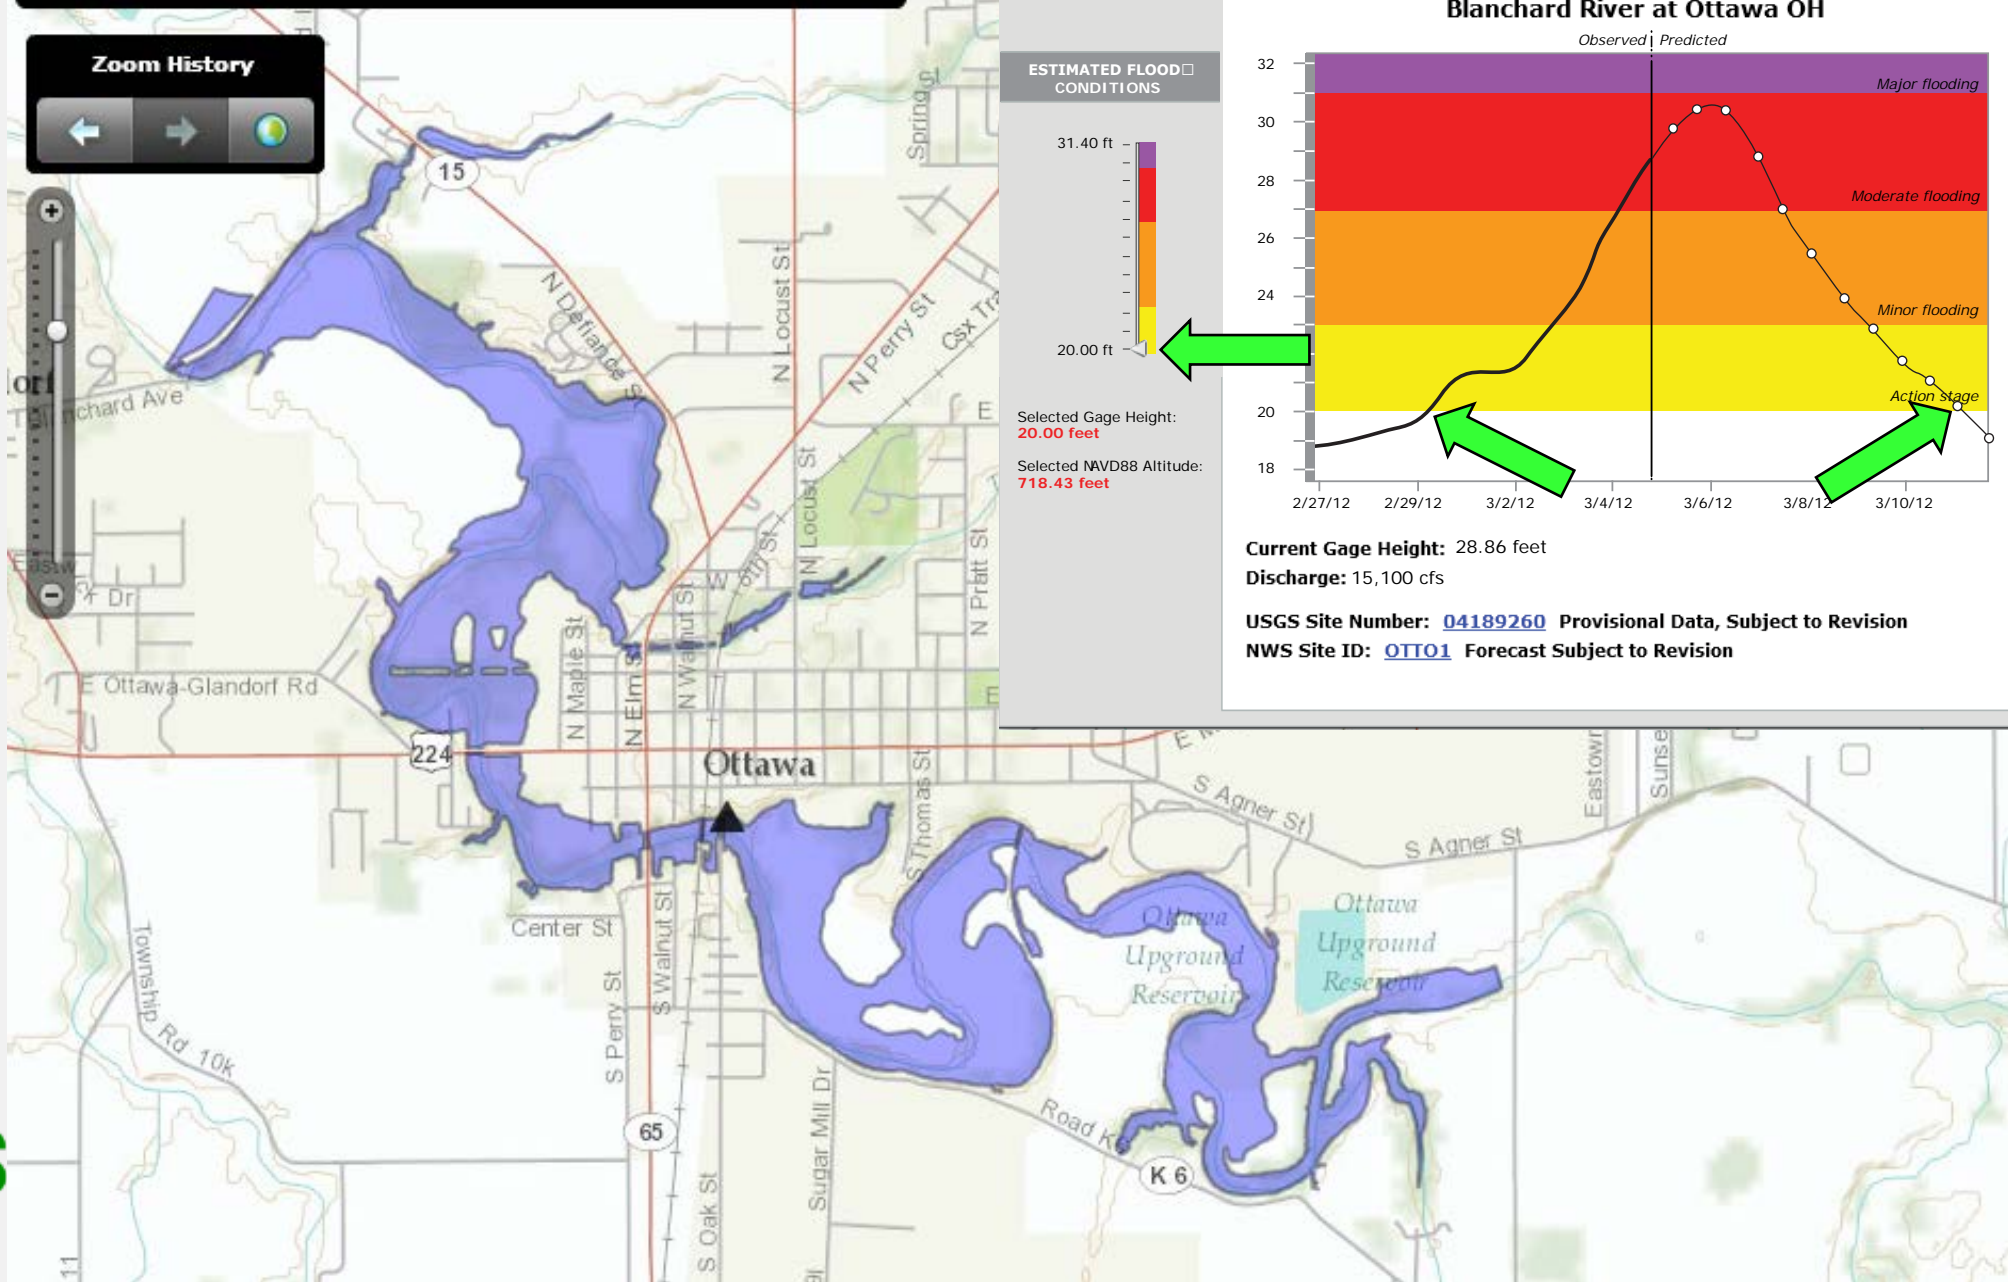 Zoom History
15
Spring St
N Defiance St
N Locust St
N Perry St
Csx Tra
Blanchard Ave
E
N Locust St
N Pratt St
W 8th St
Dr
N Maple St
N Elm S
N Walnut St
E Ottawa-Glandorf Rd
E
224
Ottawa
S Thomas St
S Agner St
S Agner St
Eastown
Sunse
Center St
S Walnut St
S Perry St
Township Rd 10k
Ottawa
Upground
Reservoir
Ottawa
Upground
Reservoir
Road K6
K 6
65
Sugar Mill Dr
S Oak St
11
Blanchard River at Ottawa OH
Observed | Predicted
ESTIMATED FLOOD
CONDITIONS
31.40 ft
20.00 ft
Selected Gage Height:
20.00 feet
Selected NAVD88 Altitude:
718.43 feet
32
30
28
26
24
20
18
Major flooding
Moderate flooding
Minor flooding
Action stage
2/27/12 2/29/12 3/2/12 3/4/12 3/6/12 3/8/12 3/10/12
Current Gage Height: 28.86 feet
Discharge: 15,100 cfs
USGS Site Number: 04189260 Provisional Data, Subject to Revision
NWS Site ID: OTTO1 Forecast Subject to Revision